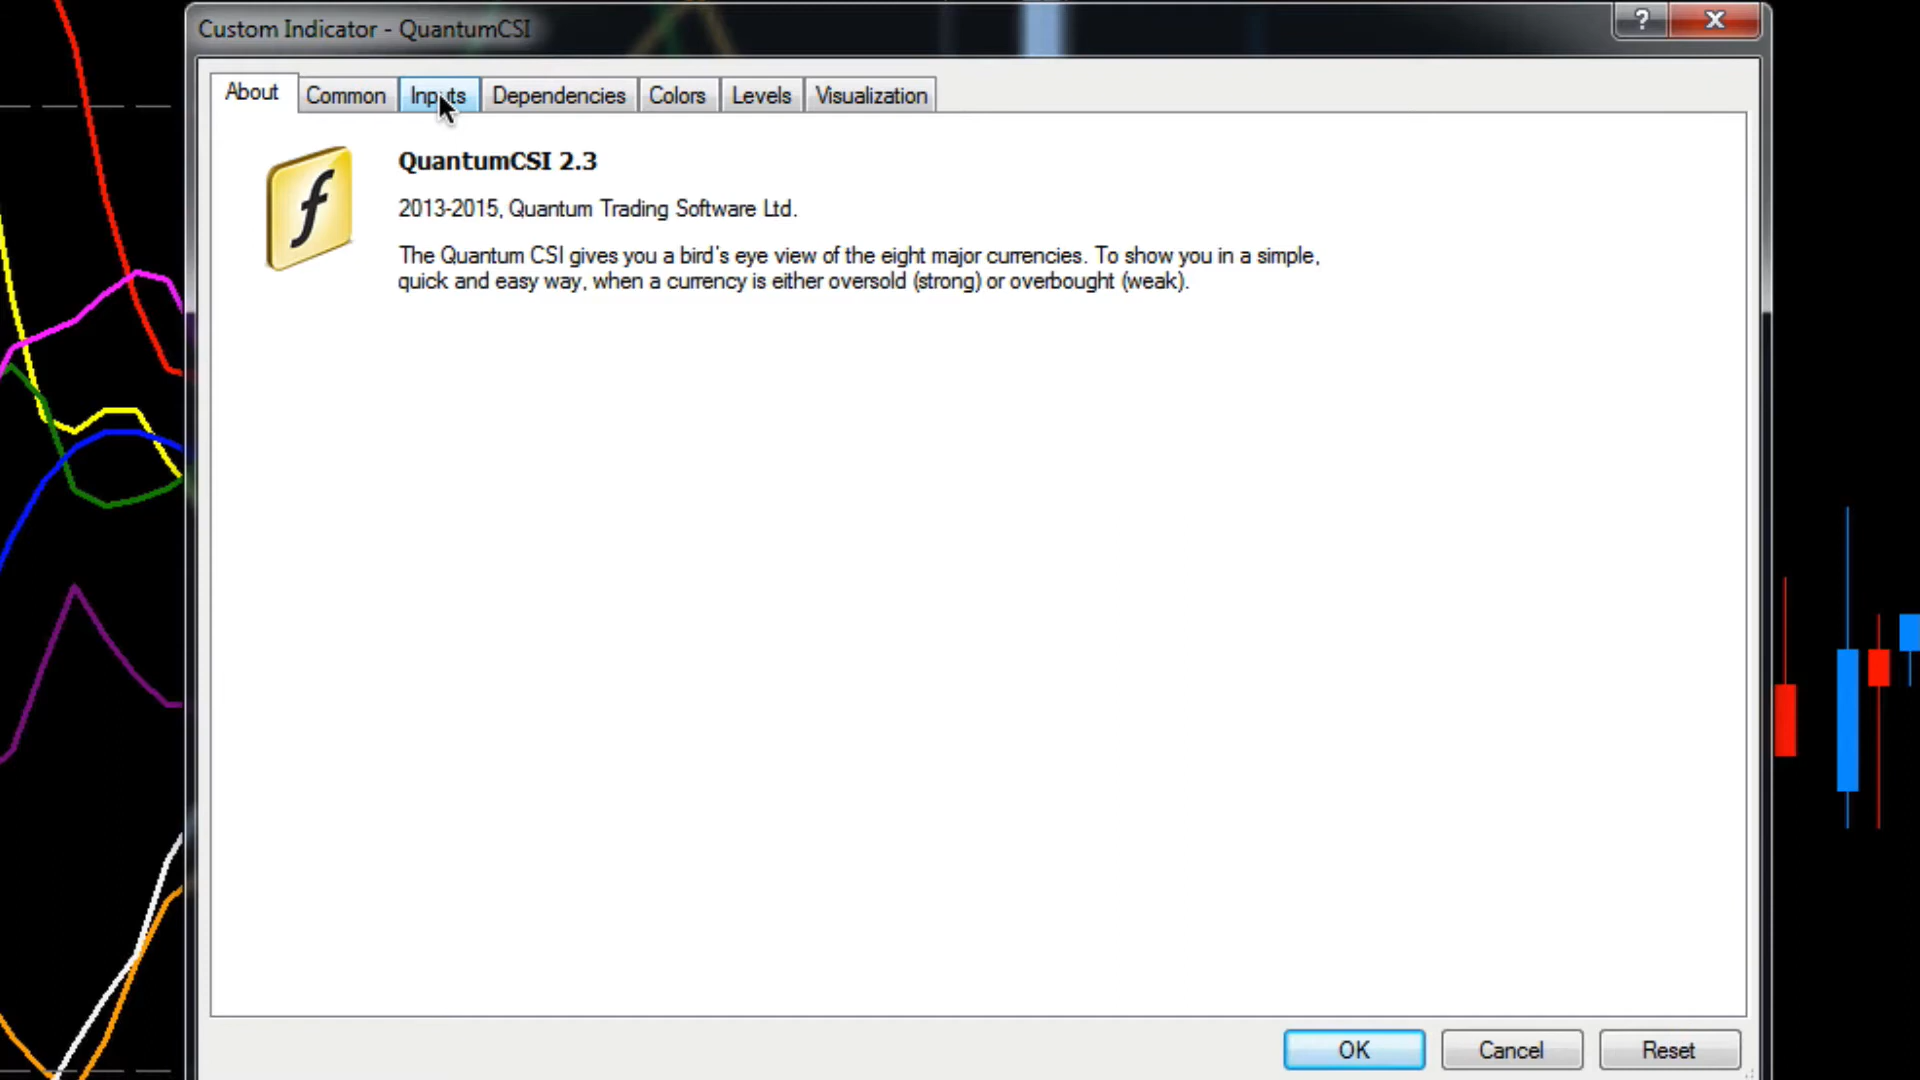 Custom Indicator - QuantumCSI
?
About Common Inputs Dependencies Colors Levels Visualization
f
QuantumCSI 2.3
2013-2015, Quantum Trading Software Ltd.
The Quantum CSI gives you a bird's eye view of the eight major currencies. To show you in a simple,
quick and easy way, when a currency is either oversold (strong) or overbought (weak).
OK Cancel Reset